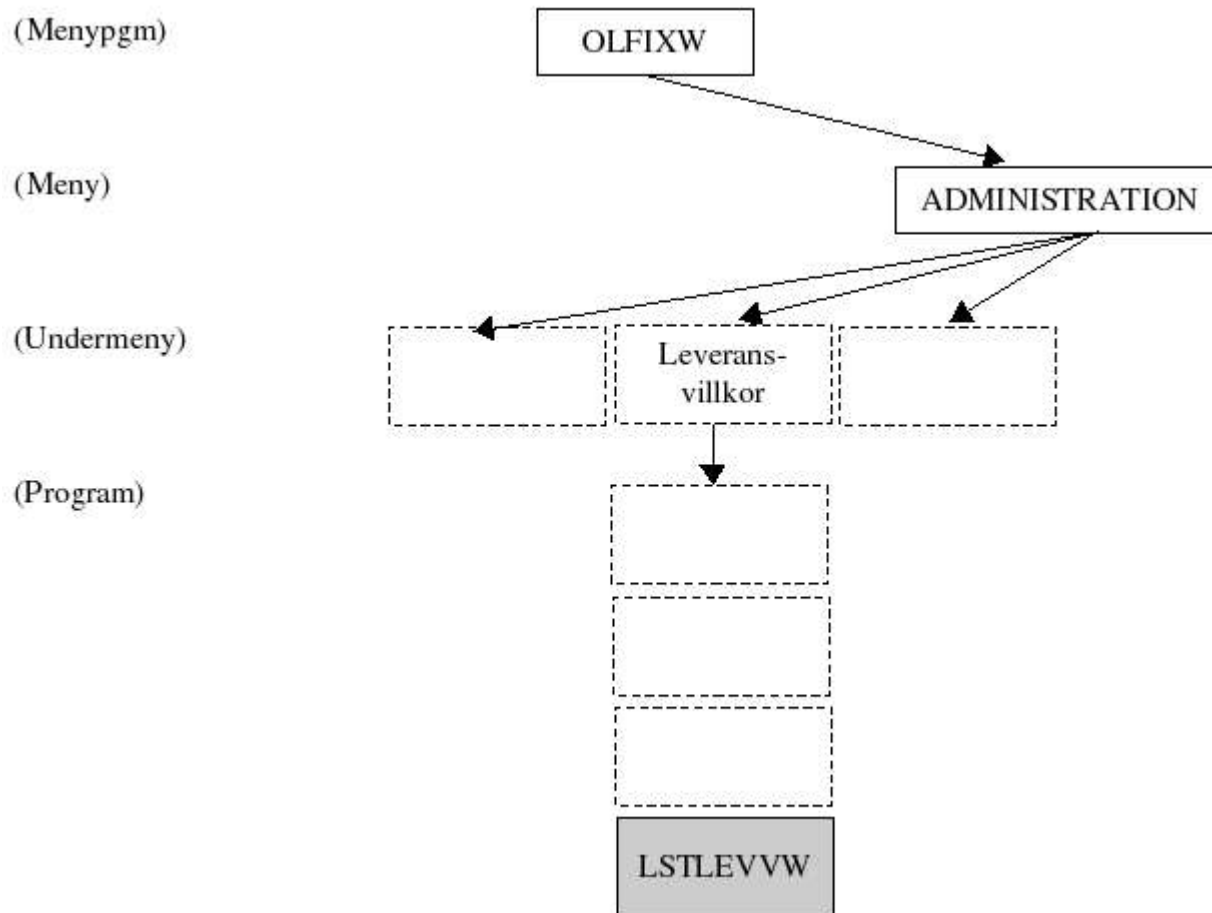 (Menypgm)
OLFIXW
(Meny)
ADMINISTRATION
(Undermeny)
Leverans-
villkor
(Program)
LSTLEVVW